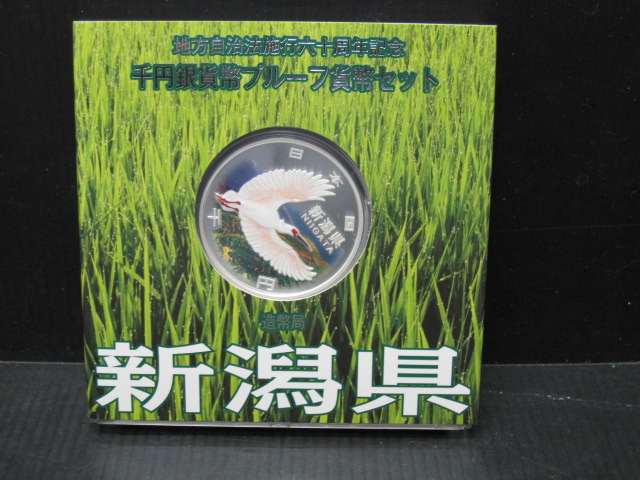 地方自治法施行六十周年記念
千円銀貨幣プルーフ貨幣セット
日本国
新潟県
NIIGATA
千円
造幣局
新潟県